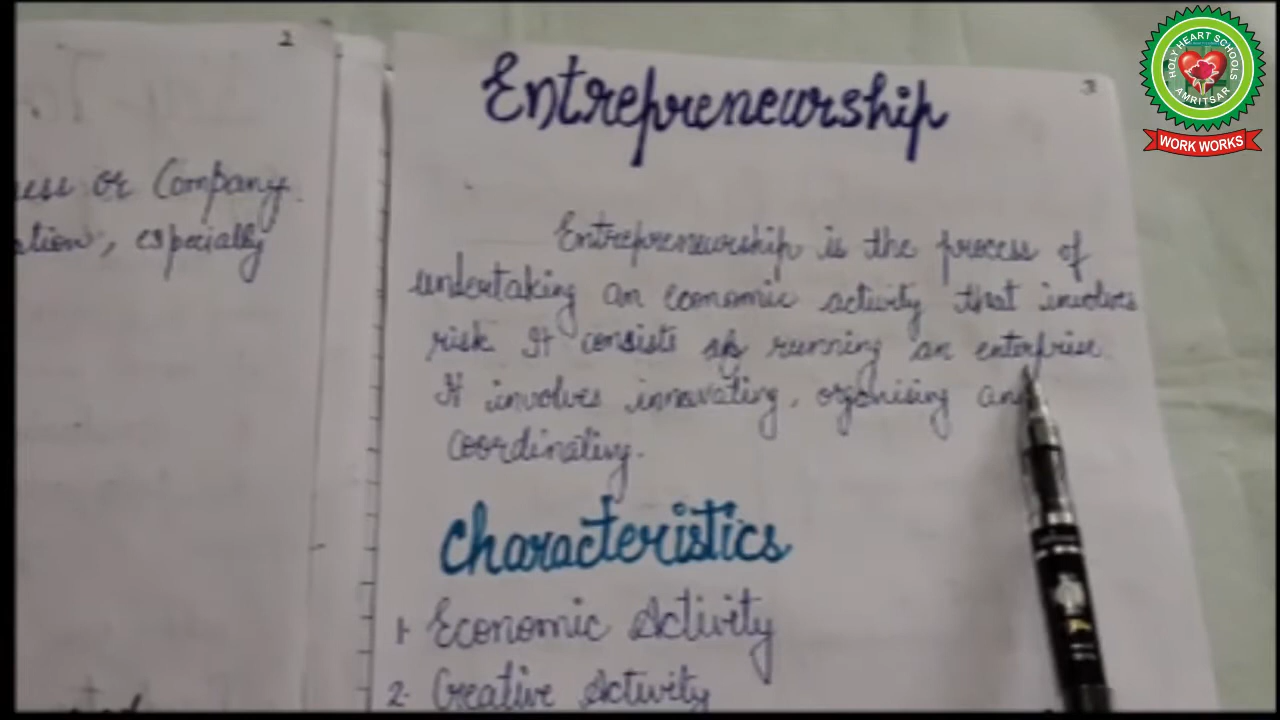 2
ess or Company.
ation, especially
3
Entrepreneurship
Entrepreneurship is the process of
undertaking an economic activity that involves
risk It consists of running an enterprise.
It involves innovating, organising and
coordinating.
Characteristics
1. Economic Activity
2. Creative Activity
HOLY HEART SCHOOLS
AMRITSAR
WORK WORKS